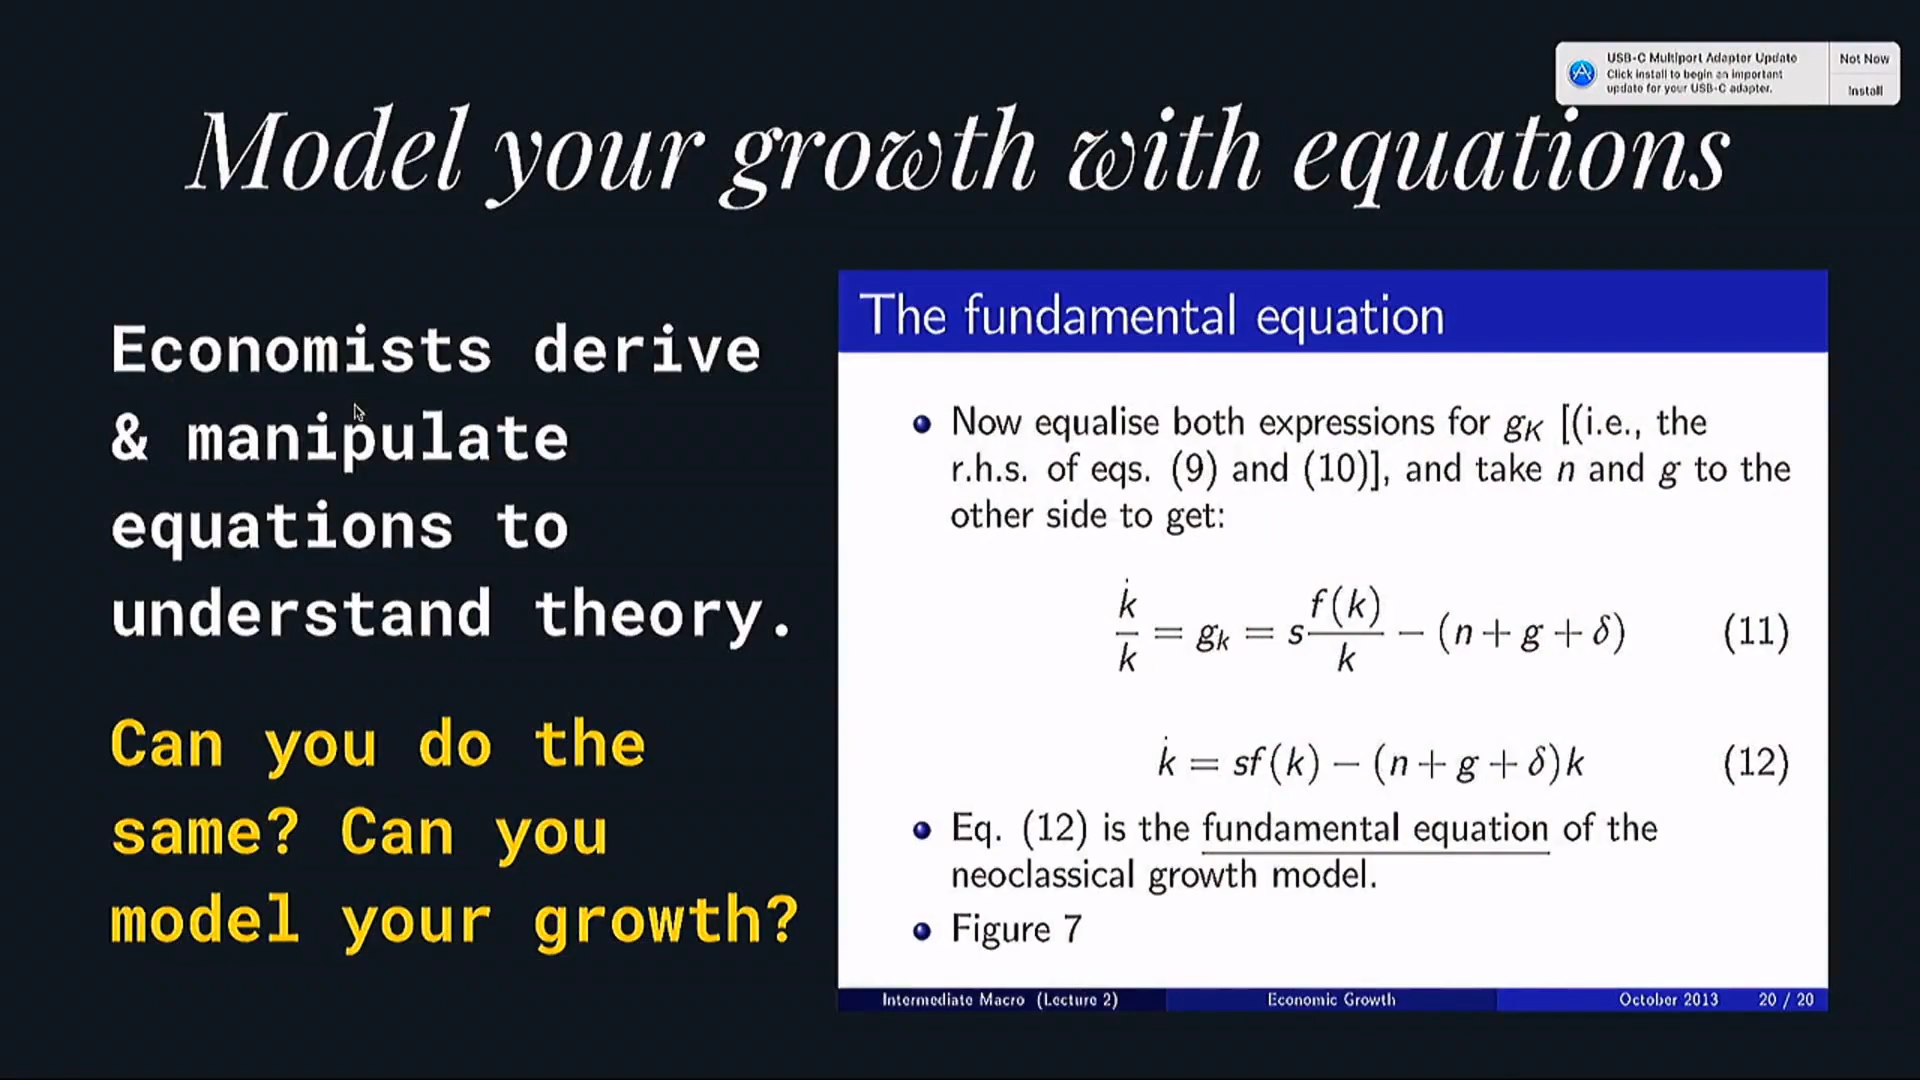 USB-C Multiport Adapter Update
Click install to begin an important
update for your USB-C adapter.
Not Now
Install
Model your growth with equations
Economists derive
& manipulate
equations to
understand theory.
Can you do the
same? Can you
model your growth?
The fundamental equation
Now equalise both expressions for g_K [(i.e., the
r.h.s. of eqs. (9) and (10)], and take n and g to the
other side to get:
k̇/k = g_k = s f(k)/k − (n + g + δ) (11)
k̇ = sf(k) − (n + g + δ)k (12)
Eq. (12) is the fundamental equation of the
neoclassical growth model.
Figure 7
Intermediate Macro (Lecture 2) Economic Growth October 2013 20 / 20